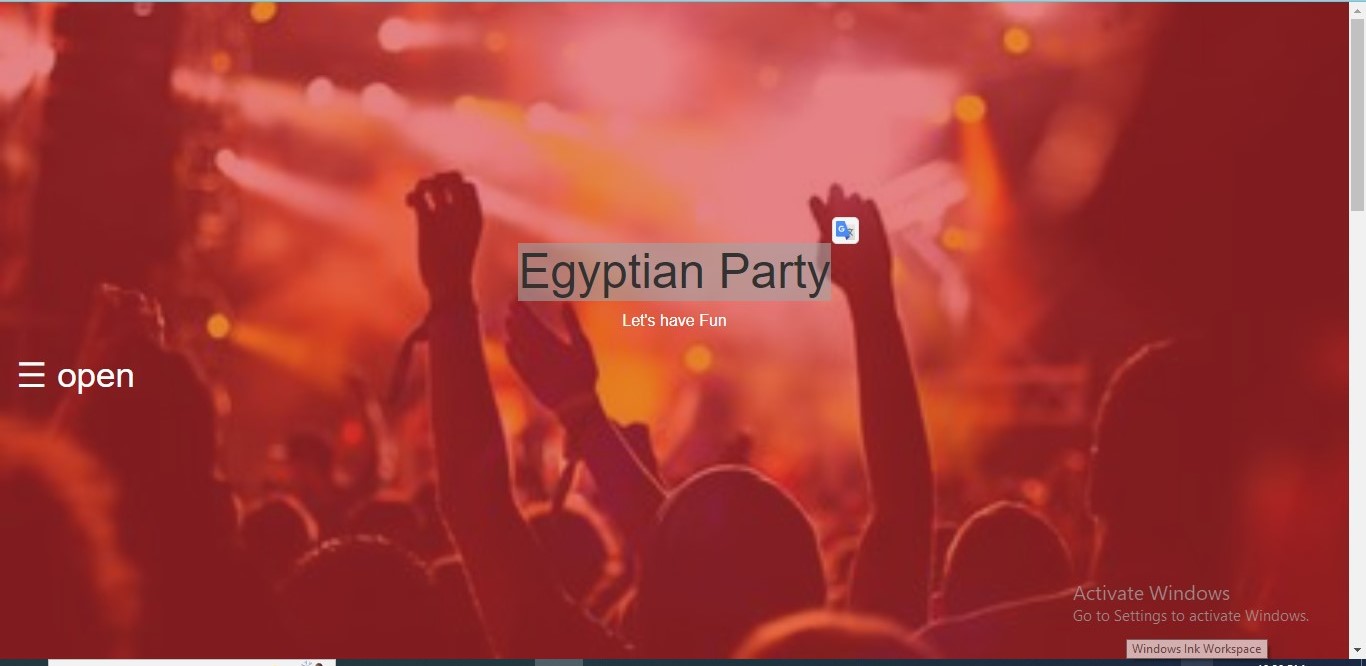 Egyptian Party
Let's have Fun
☰ open
Activate Windows
Go to Settings to activate Windows.
Windows Ink Workspace